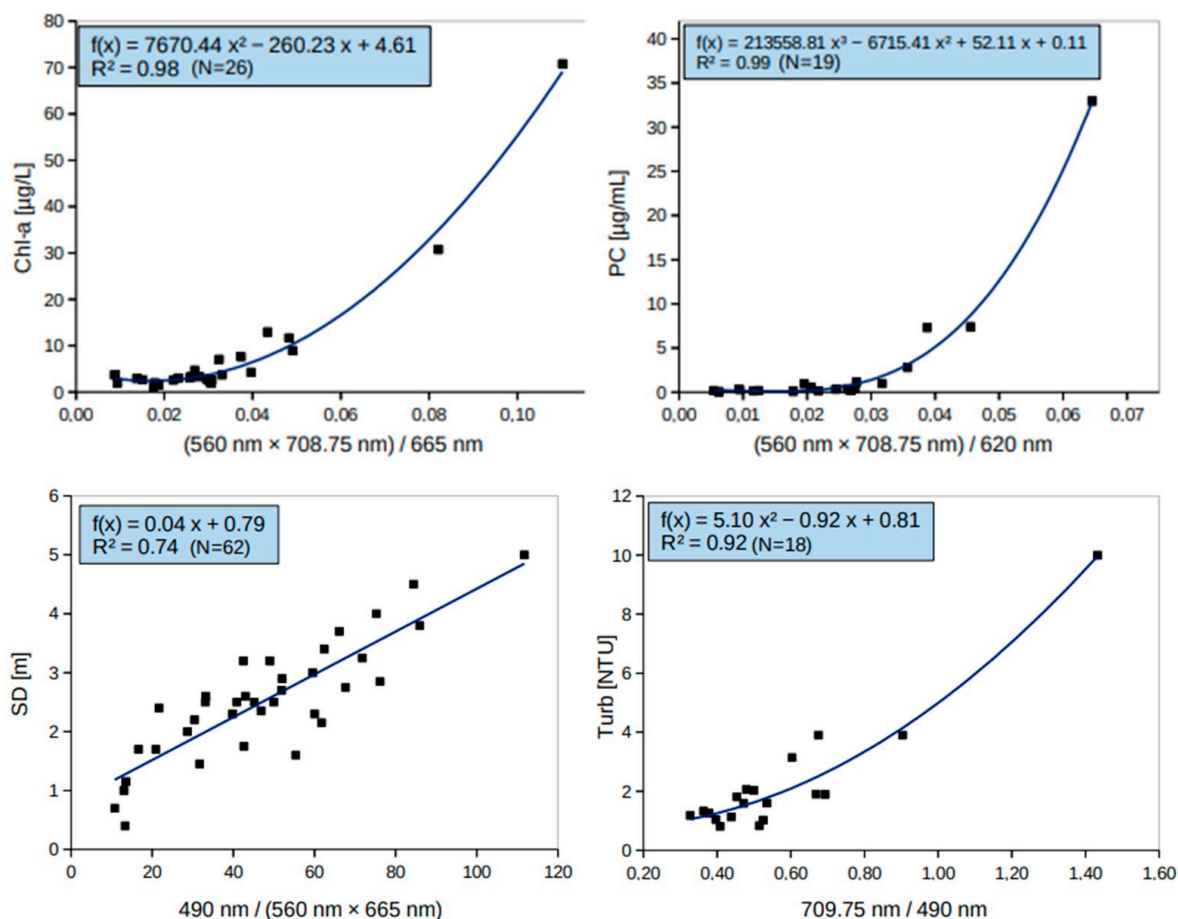 f(x) = 7670.44 x² − 260.23 x + 4.61
R² = 0.98 (N=26)
80
70
60
50
40
30
20
10
0
Chl-a [µg/L]
0.00 0.02 0.04 0.06 0.08 0.10
(560 nm × 708.75 nm) / 665 nm
f(x) = 213558.81 x³ − 6715.41 x² + 52.11 x + 0.11
R² = 0.99 (N=19)
40
35
30
25
20
15
10
5
0
PC [µg/mL]
0,00 0,01 0,02 0,03 0,04 0,05 0,06 0,07
(560 nm × 708.75 nm) / 620 nm
f(x) = 0.04 x + 0.79
R² = 0.74 (N=62)
6
5
4
3
2
1
0
SD [m]
0 20 40 60 80 100 120
490 nm / (560 nm × 665 nm)
f(x) = 5.10 x² − 0.92 x + 0.81
R² = 0.92 (N=18)
12
10
8
6
4
2
0
Turb [NTU]
0,20 0,40 0,60 0,80 1,00 1,20 1,40 1,60
709.75 nm / 490 nm